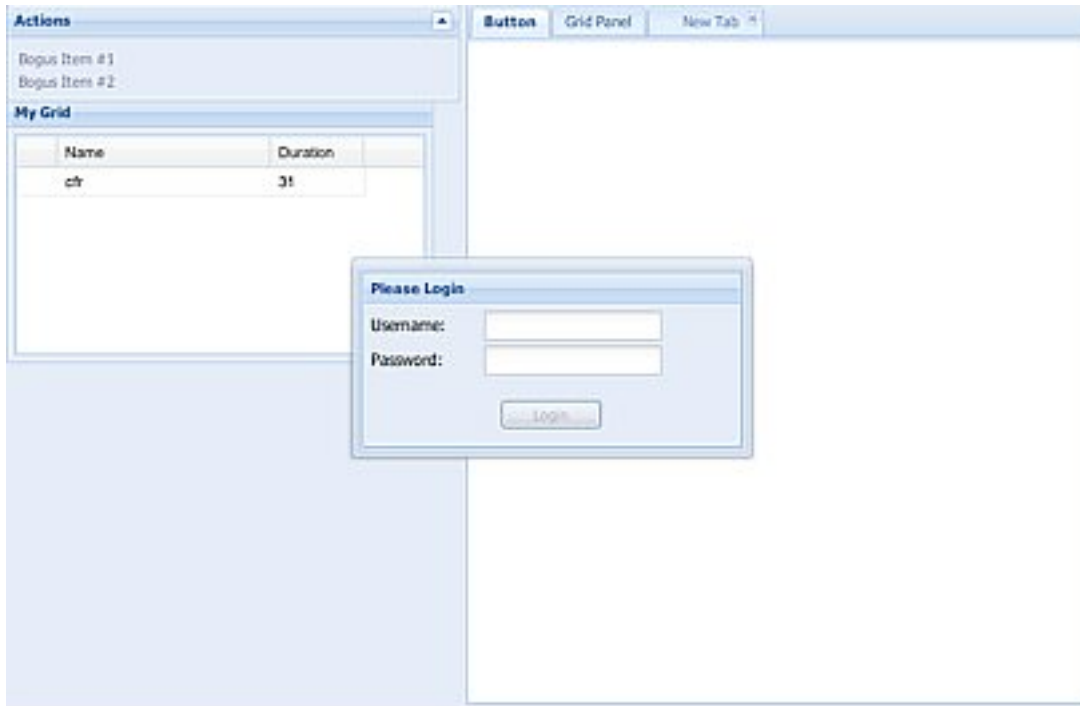 Actions
Button Grid Panel New Tab
Bogus Item #1
Bogus Item #2
My Grid
Name Duration
cfr 31
Please Login
Username:
Password:
Login